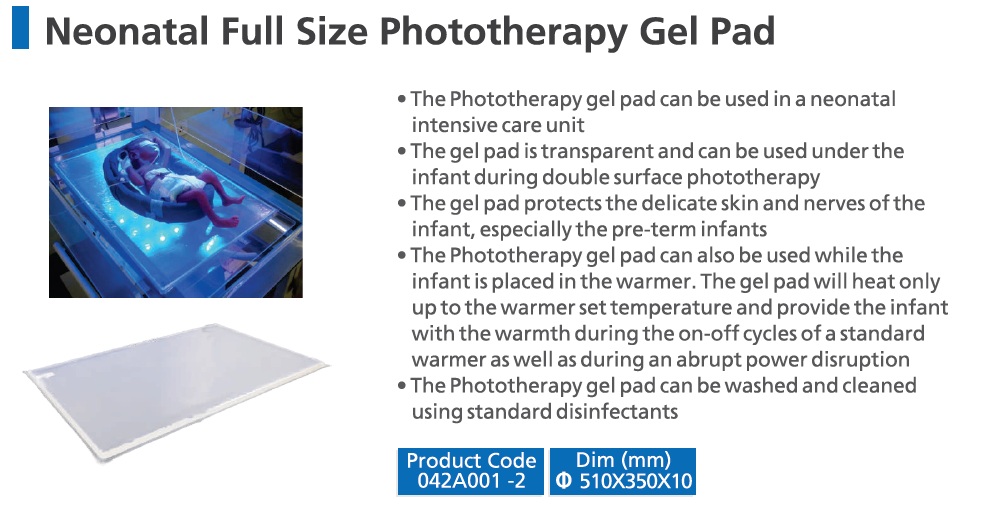 Neonatal Full Size Phototherapy Gel Pad
• The Phototherapy gel pad can be used in a neonatal
intensive care unit
• The gel pad is transparent and can be used under the
infant during double surface phototherapy
• The gel pad protects the delicate skin and nerves of the
infant, especially the pre-term infants
• The Phototherapy gel pad can also be used while the
infant is placed in the warmer. The gel pad will heat only
up to the warmer set temperature and provide the infant
with the warmth during the on-off cycles of a standard
warmer as well as during an abrupt power disruption
• The Phototherapy gel pad can be washed and cleaned
using standard disinfectants
Product Code
042A001 -2
Dim (mm)
Φ 510X350X10